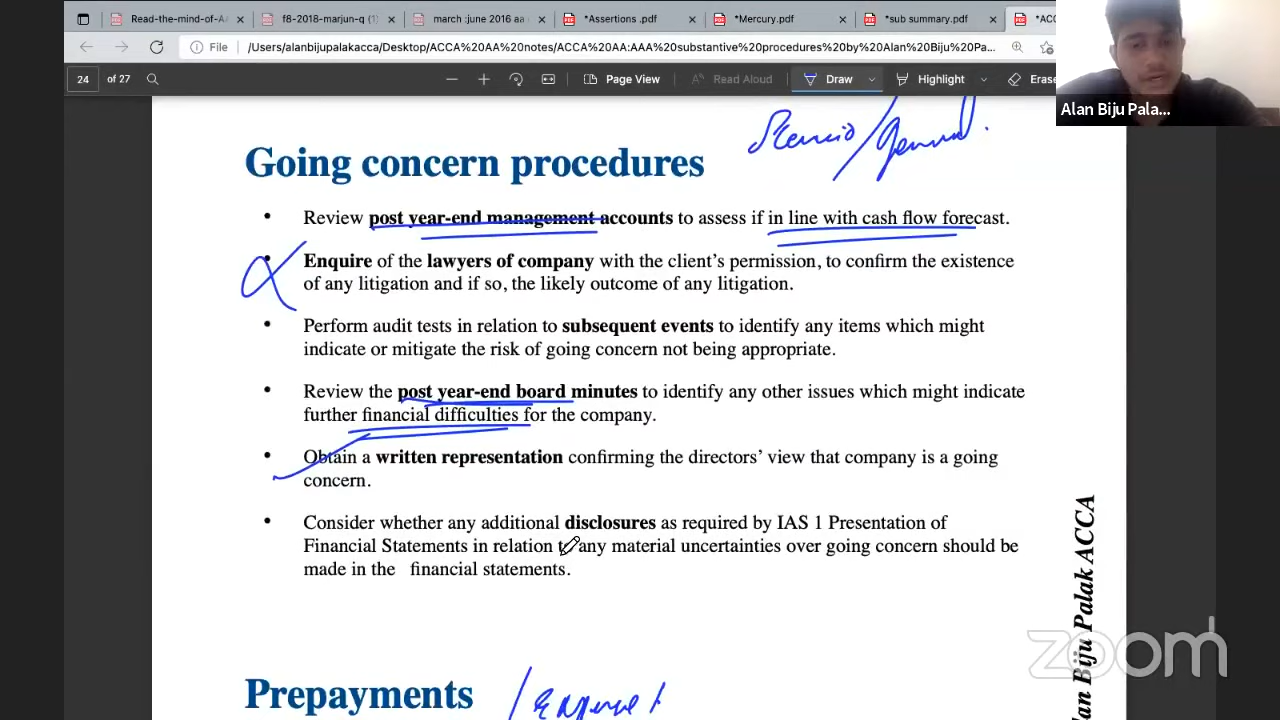 Read-the-mind-of-A
f8-2018-marjun-q (1)
march :june 2016 aa
*Assertions .pdf
*Mercury.pdf
*sub summary.pdf
*ACC
File
/Users/alanbijupalakacca/Desktop/ACCA%20AA%20notes/ACCA%20AA:AAA%20substantive%20procedures%20by%20Alan%20Biju%20Pa...
24 of 27
Page View
Read Aloud
Draw
Highlight
Erase
Alan Biju Pala...
Going concern procedures
• Review post year-end management accounts to assess if in line with cash flow forecast.
• Enquire of the lawyers of company with the client's permission, to confirm the existence
of any litigation and if so, the likely outcome of any litigation.
• Perform audit tests in relation to subsequent events to identify any items which might
indicate or mitigate the risk of going concern not being appropriate.
• Review the post year-end board minutes to identify any other issues which might indicate
further financial difficulties for the company.
• Obtain a written representation confirming the directors' view that company is a going
concern.
• Consider whether any additional disclosures as required by IAS 1 Presentation of
Financial Statements in relation to any material uncertainties over going concern should be
made in the financial statements.
lan Biju Palak ACCA
zoom
Prepayments